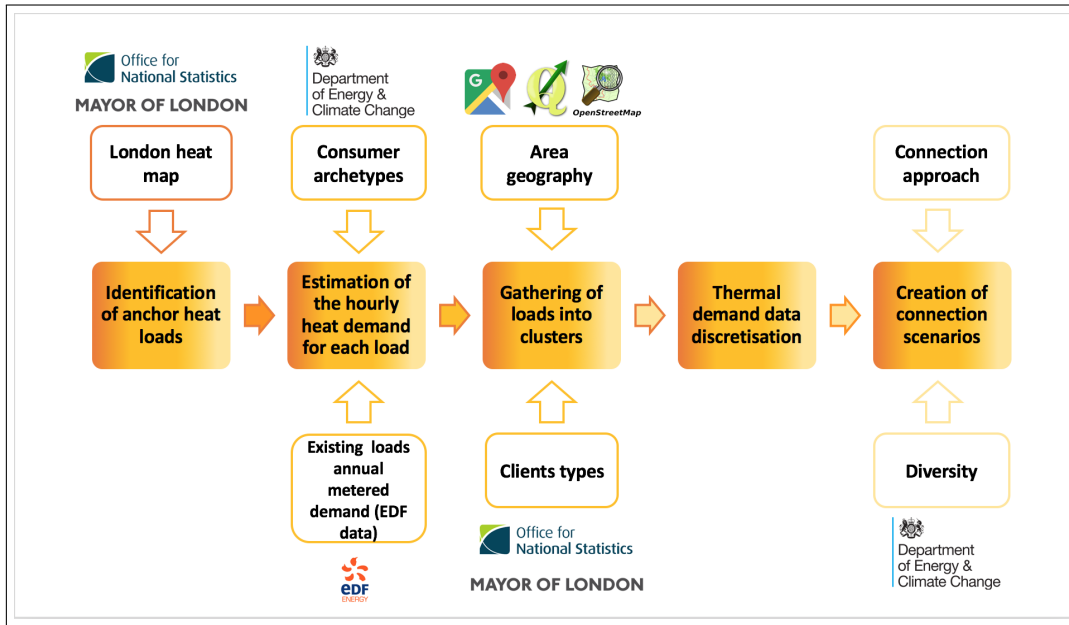 Office for
National Statistics
MAYOR OF LONDON
Department
of Energy &
Climate Change
G
Q
OpenStreetMap
London heat
map
Consumer
archetypes
Area
geography
Connection
approach
Identification
of anchor heat
loads
Estimation of
the hourly
heat demand
for each load
Gathering of
loads into
clusters
Thermal
demand data
discretisation
Creation of
connection
scenarios
Existing loads
annual
metered
demand (EDF
data)
Clients types
Diversity
eDF
ENERGY
Office for
National Statistics
MAYOR OF LONDON
Department
of Energy &
Climate Change